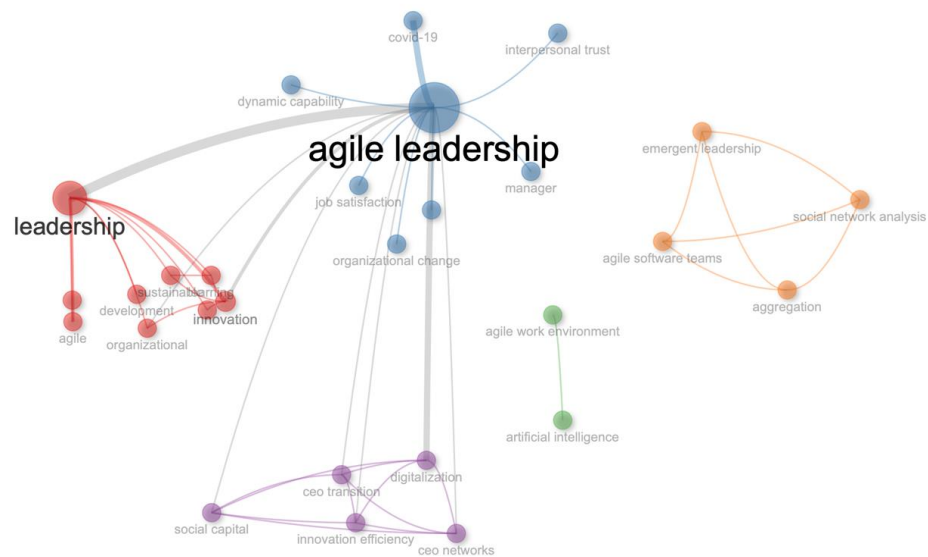 covid-19
interpersonal trust
dynamic capability
agile leadership
emergent leadership
job satisfaction
manager
leadership
social network analysis
organizational change
agile software teams
sustainable
learning
development
innovation
aggregation
agile
organizational
agile work environment
artificial intelligence
digitalization
ceo transition
social capital
innovation efficiency
ceo networks